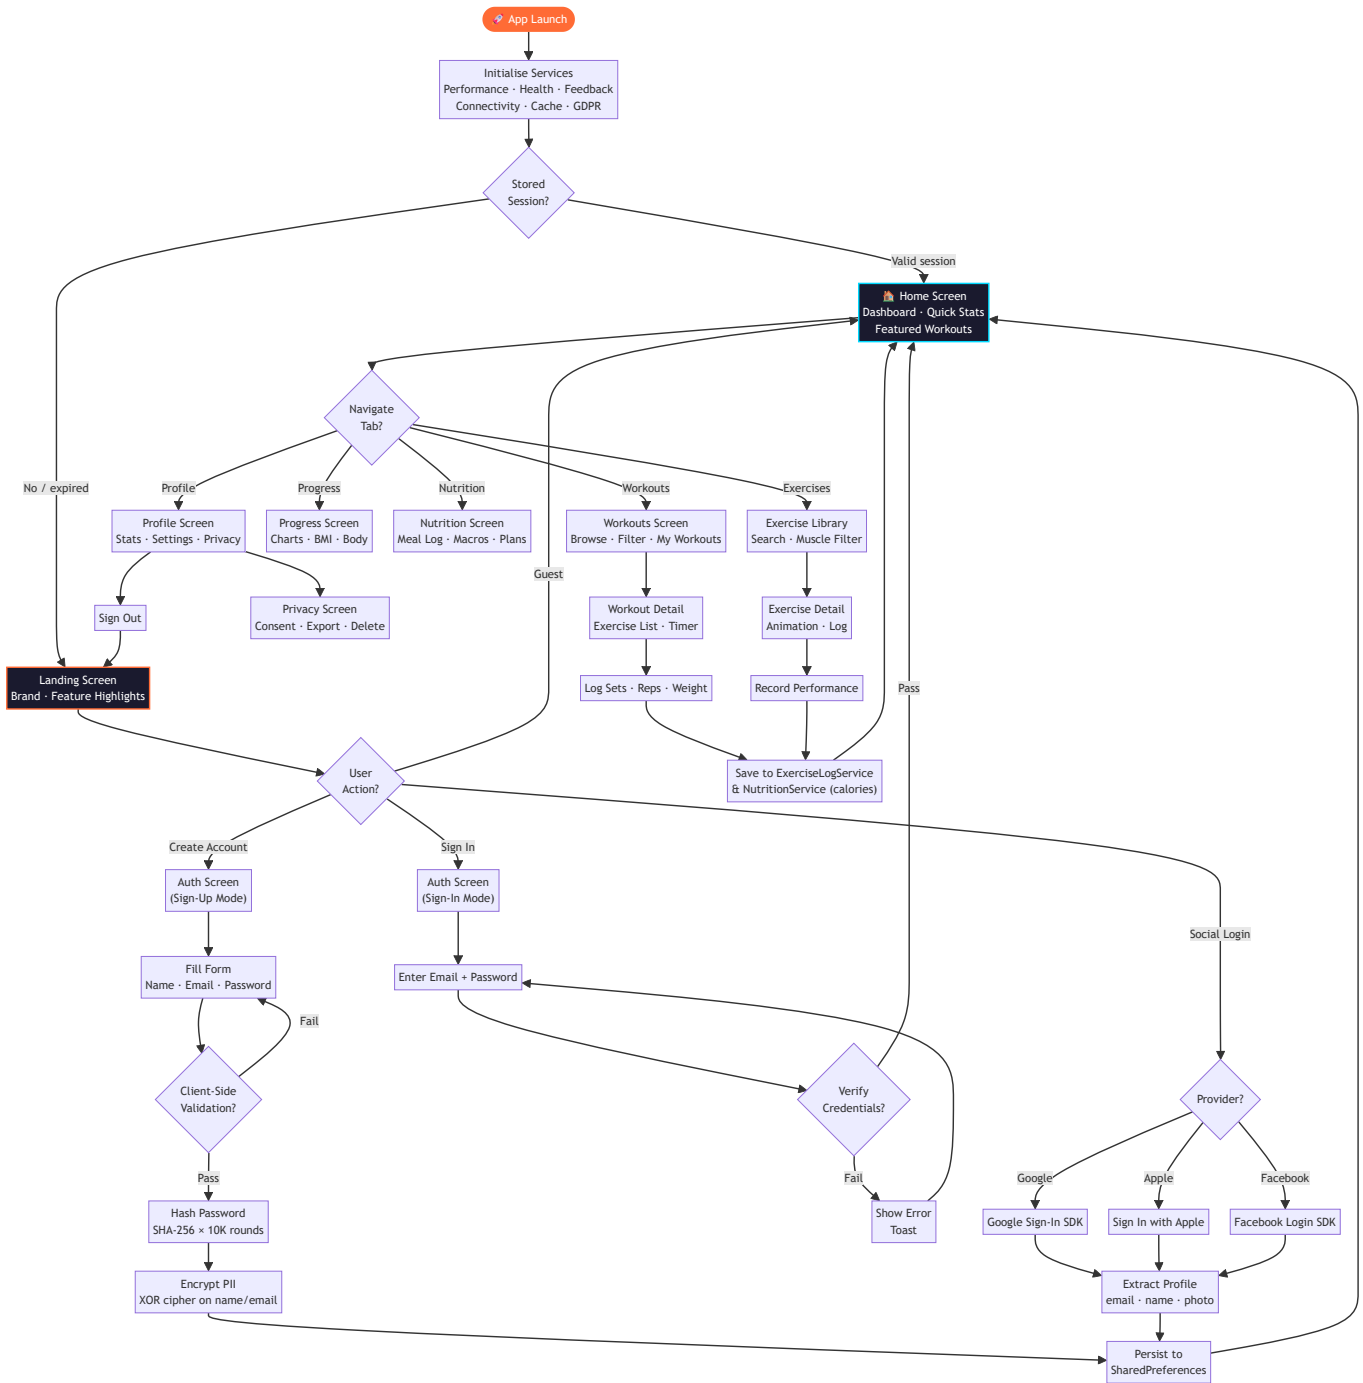 🚀 App Launch
Initialise Services
Performance · Health · Feedback
Connectivity · Cache · GDPR
Stored
Session?
Valid session
🏠 Home Screen
Dashboard · Quick Stats
Featured Workouts
Navigate
Tab?
No / expired
Profile
Progress
Nutrition
Workouts
Exercises
Profile Screen
Stats · Settings · Privacy
Progress Screen
Charts · BMI · Body
Nutrition Screen
Meal Log · Macros · Plans
Workouts Screen
Browse · Filter · My Workouts
Exercise Library
Search · Muscle Filter
Guest
Sign Out
Privacy Screen
Consent · Export · Delete
Workout Detail
Exercise List · Timer
Exercise Detail
Animation · Log
Landing Screen
Brand · Feature Highlights
Log Sets · Reps · Weight
Record Performance
Pass
User
Action?
Save to ExerciseLogService
& NutritionService (calories)
Create Account
Sign In
Auth Screen
(Sign-Up Mode)
Auth Screen
(Sign-In Mode)
Social Login
Fill Form
Name · Email · Password
Enter Email + Password
Fail
Client-Side
Validation?
Verify
Credentials?
Provider?
Pass
Fail
Google
Apple
Facebook
Hash Password
SHA-256 × 10K rounds
Show Error
Toast
Google Sign-In SDK
Sign In with Apple
Facebook Login SDK
Encrypt PII
XOR cipher on name/email
Extract Profile
email · name · photo
Persist to
SharedPreferences